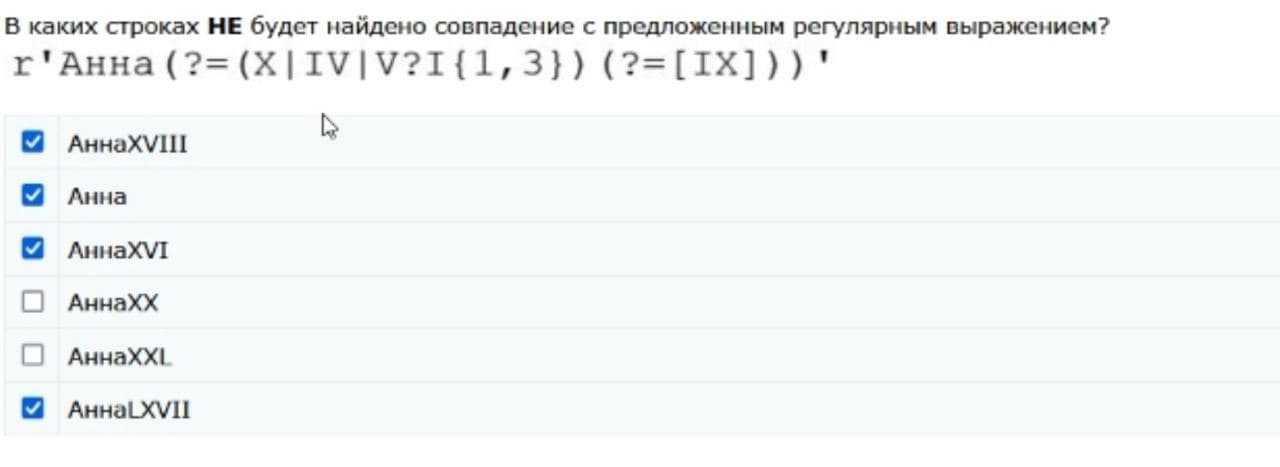 В каких строках НЕ будет найдено совпадение с предложенным регулярным выражением?
r'Анна(?=(X|IV|V?I{1,3})(?=[IX]))'
АннаXVIII
Анна
АннаXVI
АннаXX
АннаXXL
АннаLXVII